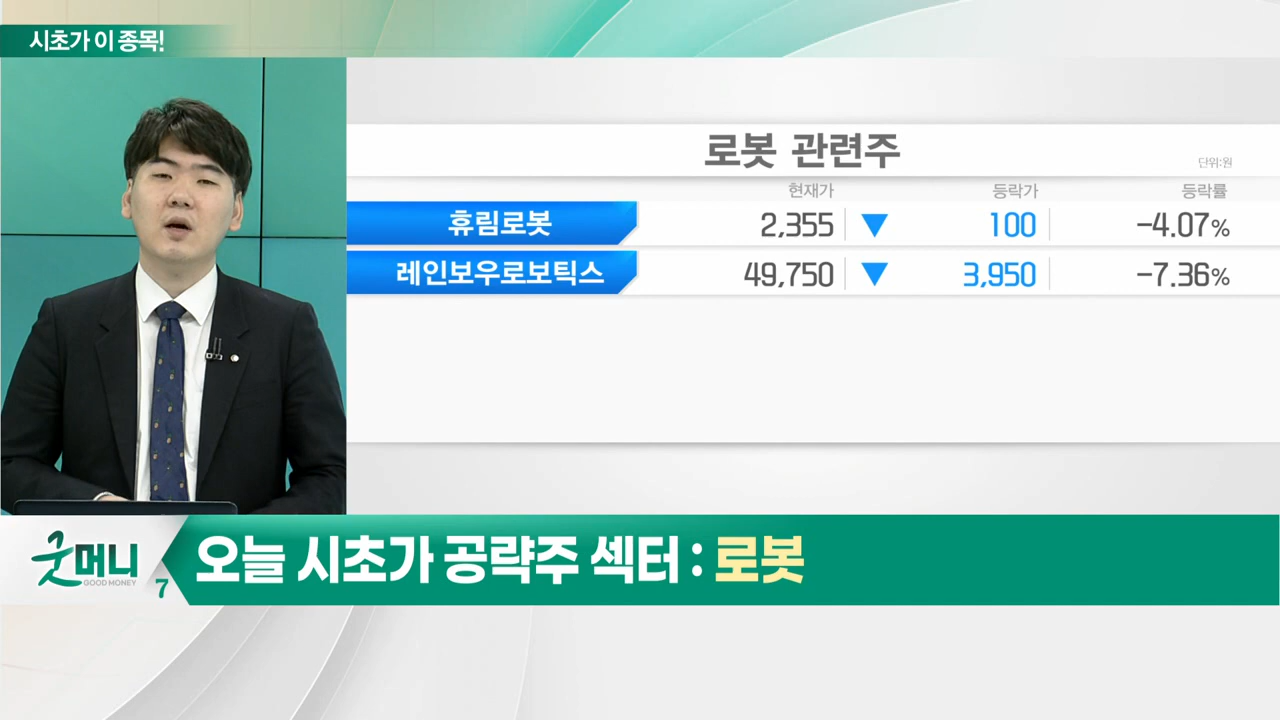 시초가 이 종목!
로봇 관련주
단위:원
현재가 등락가 등락률
휴림로봇 2,355 ▼ 100 -4.07%
레인보우로보틱스 49,750 ▼ 3,950 -7.36%
굿머니
GOOD MONEY
7
오늘 시초가 공략주 섹터 : 로봇